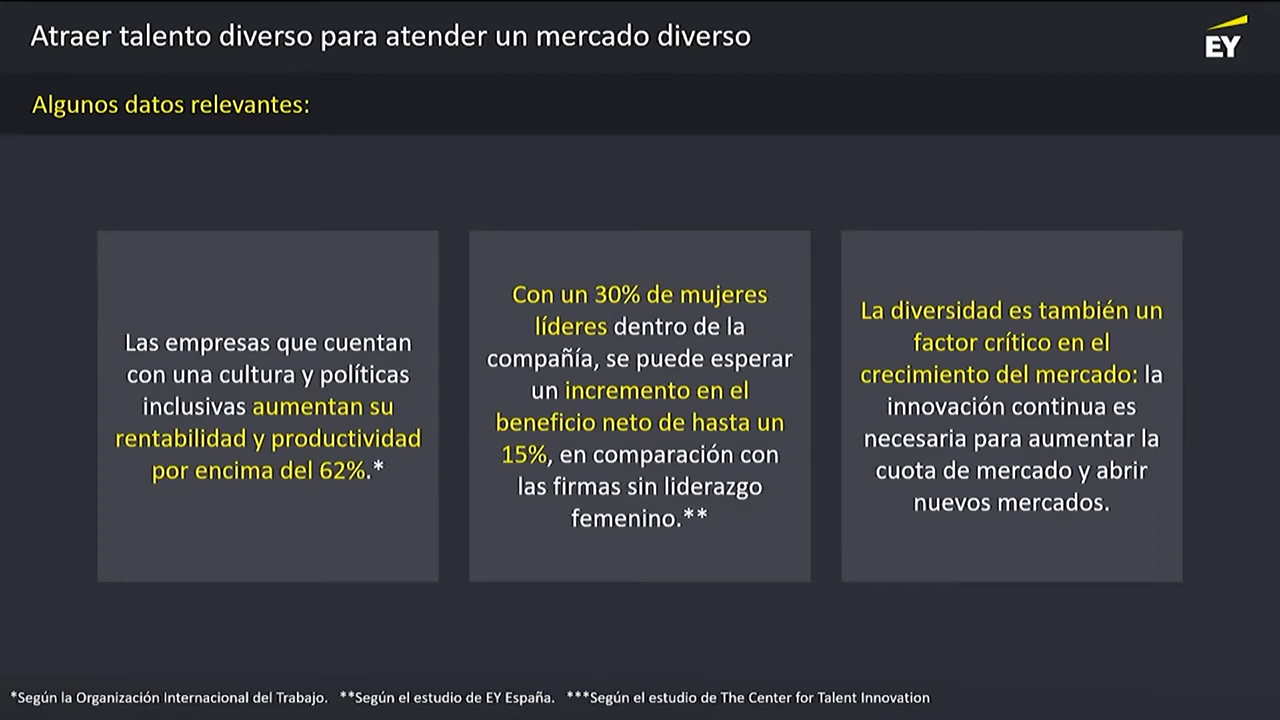 Atraer talento diverso para atender un mercado diverso
EY
Algunos datos relevantes:
Las empresas que cuentan
con una cultura y políticas
inclusivas aumentan su
rentabilidad y productividad
por encima del 62%.*
Con un 30% de mujeres
líderes dentro de la
compañía, se puede esperar
un incremento en el
beneficio neto de hasta un
15%, en comparación con
las firmas sin liderazgo
femenino.**
La diversidad es también un
factor crítico en el
crecimiento del mercado: la
innovación continua es
necesaria para aumentar la
cuota de mercado y abrir
nuevos mercados.
*Según la Organización Internacional del Trabajo. **Según el estudio de EY España. ***Según el estudio de The Center for Talent Innovation